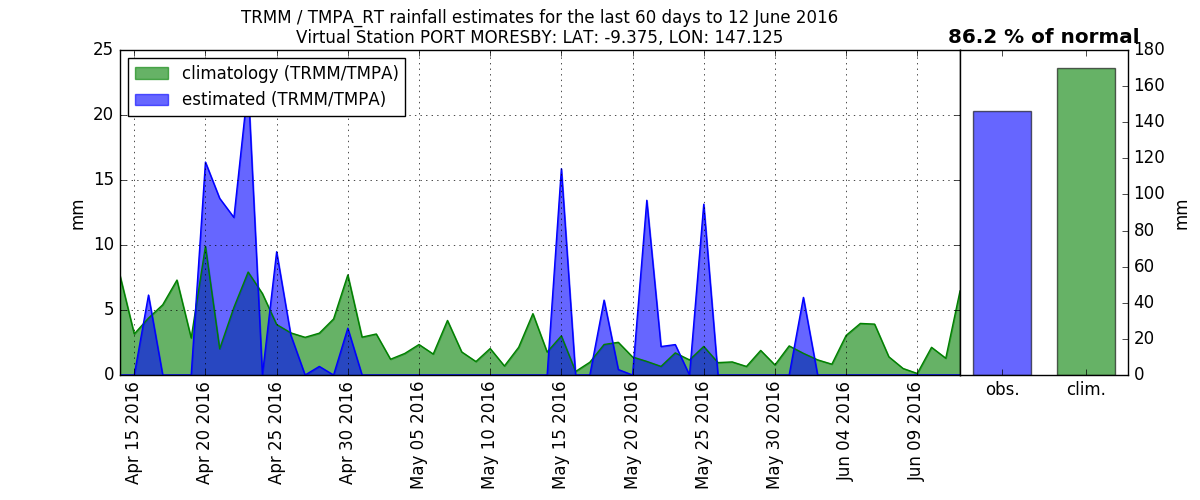 TRMM / TMPA_RT rainfall estimates for the last 60 days to 12 June 2016
Virtual Station PORT MORESBY: LAT: -9.375, LON: 147.125
86.2 % of normal
climatology (TRMM/TMPA)
estimated (TRMM/TMPA)
25
20
15
10
5
0
mm
180
160
140
120
100
80
60
40
20
0
mm
Apr 15 2016
Apr 20 2016
Apr 25 2016
Apr 30 2016
May 05 2016
May 10 2016
May 15 2016
May 20 2016
May 25 2016
May 30 2016
Jun 04 2016
Jun 09 2016
obs.
clim.